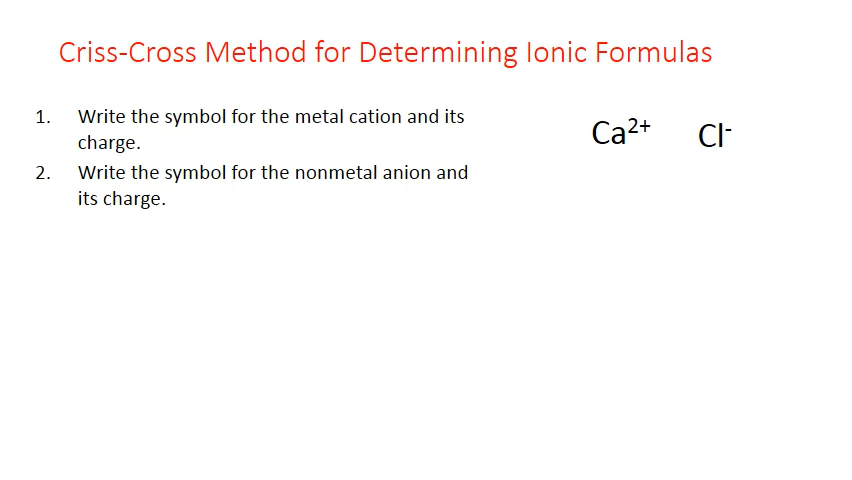 Criss-Cross Method for Determining Ionic Formulas
1. Write the symbol for the metal cation and its
charge.
2. Write the symbol for the nonmetal anion and
its charge.
Ca²⁺ Cl⁻